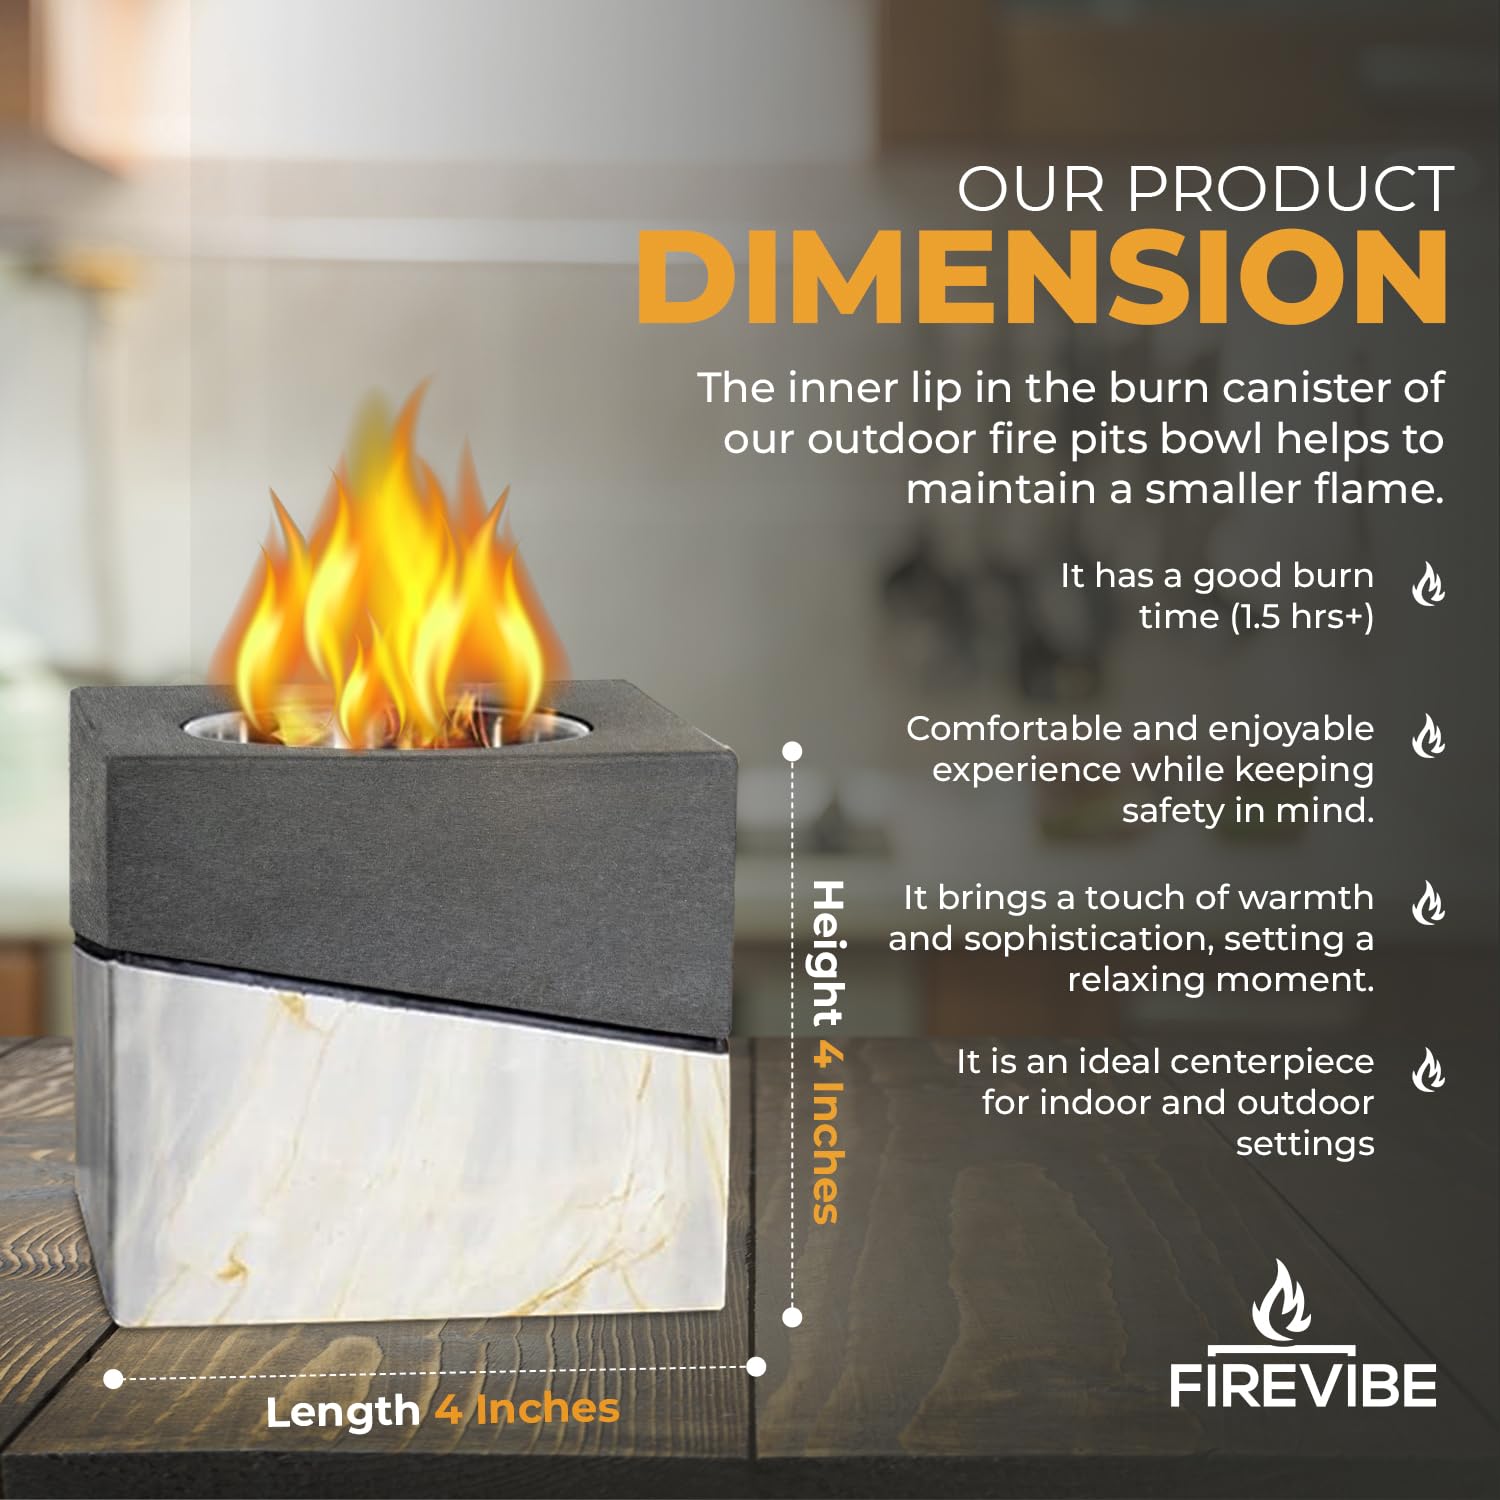 OUR PRODUCT
DIMENSION
The inner lip in the burn canister of
our outdoor fire pits bowl helps to
maintain a smaller flame.
It has a good burn
time (1.5 hrs+)
Comfortable and enjoyable
experience while keeping
safety in mind.
It brings a touch of warmth
and sophistication, setting a
relaxing moment.
It is an ideal centerpiece
for indoor and outdoor
settings
Height 4 Inches
Length 4 Inches
FIREVIBE